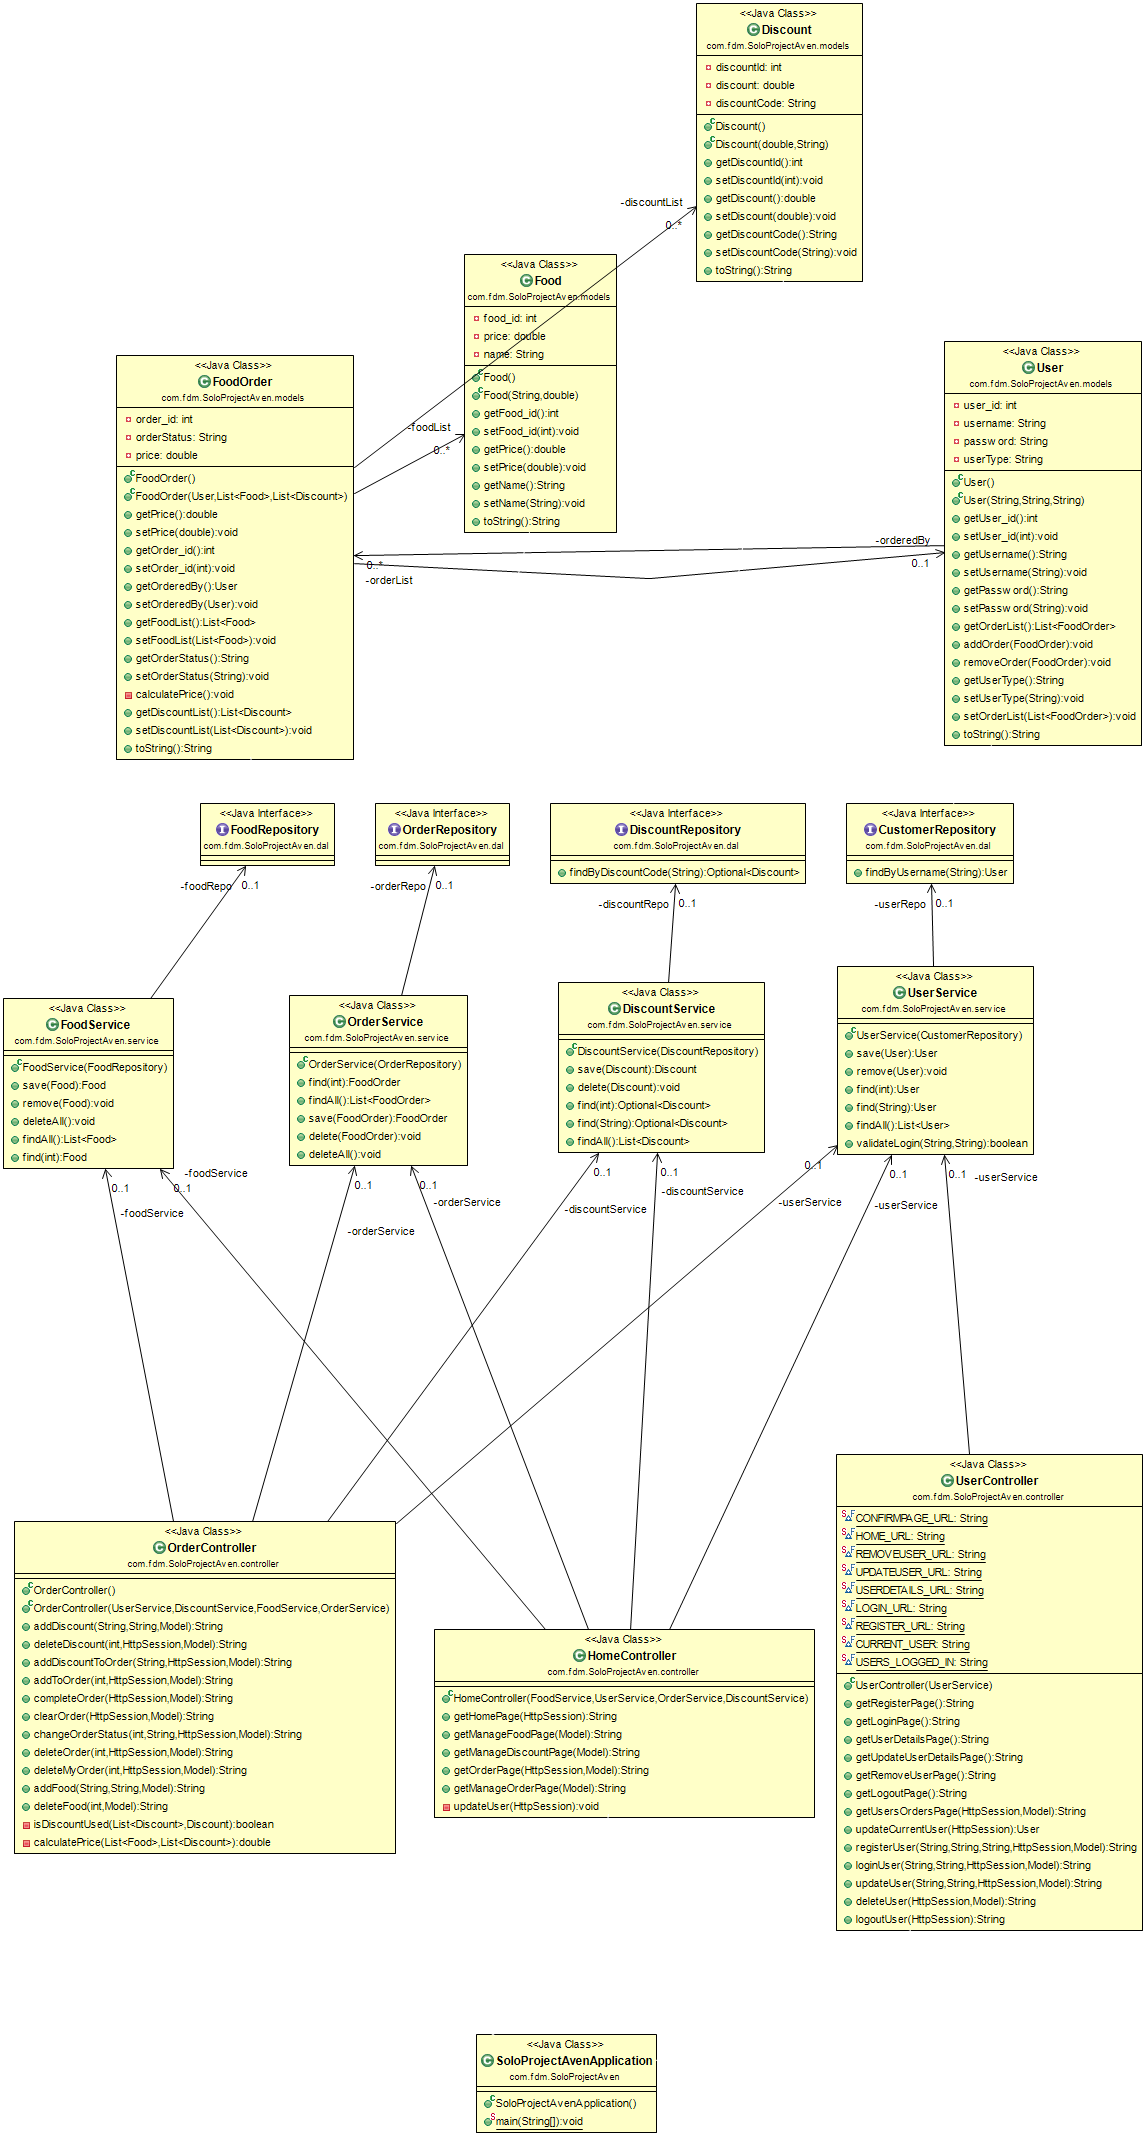 <<Java Class>>
Discount
com.fdm.SoloProjectAven.models
discountId: int
discount: double
discountCode: String
Discount()
Discount(double,String)
getDiscountId():int
setDiscountId(int):void
getDiscount():double
setDiscount(double):void
getDiscountCode():String
setDiscountCode(String):void
toString():String
-discountList
0..*
<<Java Class>>
Food
com.fdm.SoloProjectAven.models
food_id: int
price: double
name: String
Food()
Food(String,double)
getFood_id():int
setFood_id(int):void
getPrice():double
setPrice(double):void
getName():String
setName(String):void
toString():String
-foodList
0..*
<<Java Class>>
FoodOrder
com.fdm.SoloProjectAven.models
order_id: int
orderStatus: String
price: double
FoodOrder()
FoodOrder(User,List<Food>,List<Discount>)
getPrice():double
setPrice(double):void
getOrder_id():int
setOrder_id(int):void
getOrderedBy():User
setOrderedBy(User):void
getFoodList():List<Food>
setFoodList(List<Food>):void
getOrderStatus():String
setOrderStatus(String):void
calculatePrice():void
getDiscountList():List<Discount>
setDiscountList(List<Discount>):void
toString():String
-orderedBy
0..1
0..*
-orderList
<<Java Class>>
User
com.fdm.SoloProjectAven.models
user_id: int
username: String
password: String
userType: String
User()
User(String,String,String)
getUser_id():int
setUser_id(int):void
getUsername():String
setUsername(String):void
getPassword():String
setPassword(String):void
getOrderList():List<FoodOrder>
addOrder(FoodOrder):void
removeOrder(FoodOrder):void
getUserType():String
setUserType(String):void
setOrderList(List<FoodOrder>):void
toString():String
<<Java Interface>>
FoodRepository
com.fdm.SoloProjectAven.dal
<<Java Interface>>
OrderRepository
com.fdm.SoloProjectAven.dal
<<Java Interface>>
DiscountRepository
com.fdm.SoloProjectAven.dal
findByDiscountCode(String):Optional<Discount>
<<Java Interface>>
CustomerRepository
com.fdm.SoloProjectAven.dal
findByUsername(String):User
-foodRepo 0..1
-orderRepo 0..1
-discountRepo 0..1
-userRepo 0..1
<<Java Class>>
FoodService
com.fdm.SoloProjectAven.service
FoodService(FoodRepository)
save(Food):Food
remove(Food):void
deleteAll():void
findAll():List<Food>
find(int):Food
<<Java Class>>
OrderService
com.fdm.SoloProjectAven.service
OrderService(OrderRepository)
find(int):FoodOrder
findAll():List<FoodOrder>
save(FoodOrder):FoodOrder
delete(FoodOrder):void
deleteAll():void
<<Java Class>>
DiscountService
com.fdm.SoloProjectAven.service
DiscountService(DiscountRepository)
save(Discount):Discount
delete(Discount):void
find(int):Optional<Discount>
find(String):Optional<Discount>
findAll():List<Discount>
<<Java Class>>
UserService
com.fdm.SoloProjectAven.service
UserService(CustomerRepository)
save(User):User
remove(User):void
find(int):User
find(String):User
findAll():List<User>
validateLogin(String,String):boolean
0..1
-foodService
0..1
-foodService
0..1
-orderService
0..1
-orderService
0..1
-discountService
0..1
-discountService
0..1
-userService
0..1
-userService
0..1
-userService
<<Java Class>>
OrderController
com.fdm.SoloProjectAven.controller
OrderController()
OrderController(UserService,DiscountService,FoodService,OrderService)
addDiscount(String,String,Model):String
deleteDiscount(int,HttpSession,Model):String
addDiscountToOrder(String,HttpSession,Model):String
addToOrder(int,HttpSession,Model):String
completeOrder(HttpSession,Model):String
clearOrder(HttpSession,Model):String
changeOrderStatus(int,String,HttpSession,Model):String
deleteOrder(int,HttpSession,Model):String
deleteMyOrder(int,HttpSession,Model):String
addFood(String,String,Model):String
deleteFood(int,Model):String
isDiscountUsed(List<Discount>,Discount):boolean
calculatePrice(List<Food>,List<Discount>):double
<<Java Class>>
HomeController
com.fdm.SoloProjectAven.controller
HomeController(FoodService,UserService,OrderService,DiscountService)
getHomePage(HttpSession):String
getManageFoodPage(Model):String
getManageDiscountPage(Model):String
getOrderPage(HttpSession,Model):String
getManageOrderPage(Model):String
updateUser(HttpSession):void
<<Java Class>>
UserController
com.fdm.SoloProjectAven.controller
CONFIRMPAGE_URL: String
HOME_URL: String
REMOVEUSER_URL: String
UPDATEUSER_URL: String
USERDETAILS_URL: String
LOGIN_URL: String
REGISTER_URL: String
CURRENT_USER: String
USERS_LOGGED_IN: String
UserController(UserService)
getRegisterPage():String
getLoginPage():String
getUserDetailsPage():String
getUpdateUserDetailsPage():String
getRemoveUserPage():String
getLogoutPage():String
getUsersOrdersPage(HttpSession,Model):String
updateCurrentUser(HttpSession):User
registerUser(String,String,String,HttpSession,Model):String
loginUser(String,String,HttpSession,Model):String
updateUser(String,String,HttpSession,Model):String
deleteUser(HttpSession,Model):String
logoutUser(HttpSession):String
<<Java Class>>
SoloProjectAvenApplication
com.fdm.SoloProjectAven
SoloProjectAvenApplication()
main(String[]):void